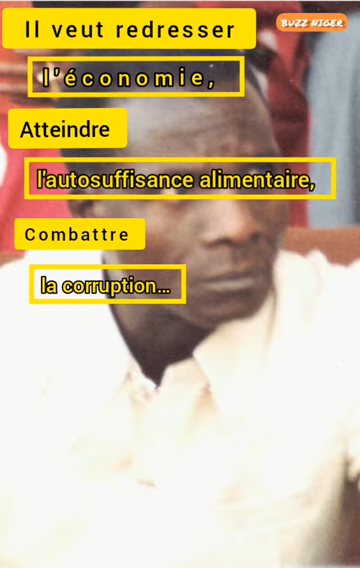 Il veut redresser
BUZZ NIGER
l'économie,
Atteindre
l'autosuffisance alimentaire,
Combattre
la corruption...